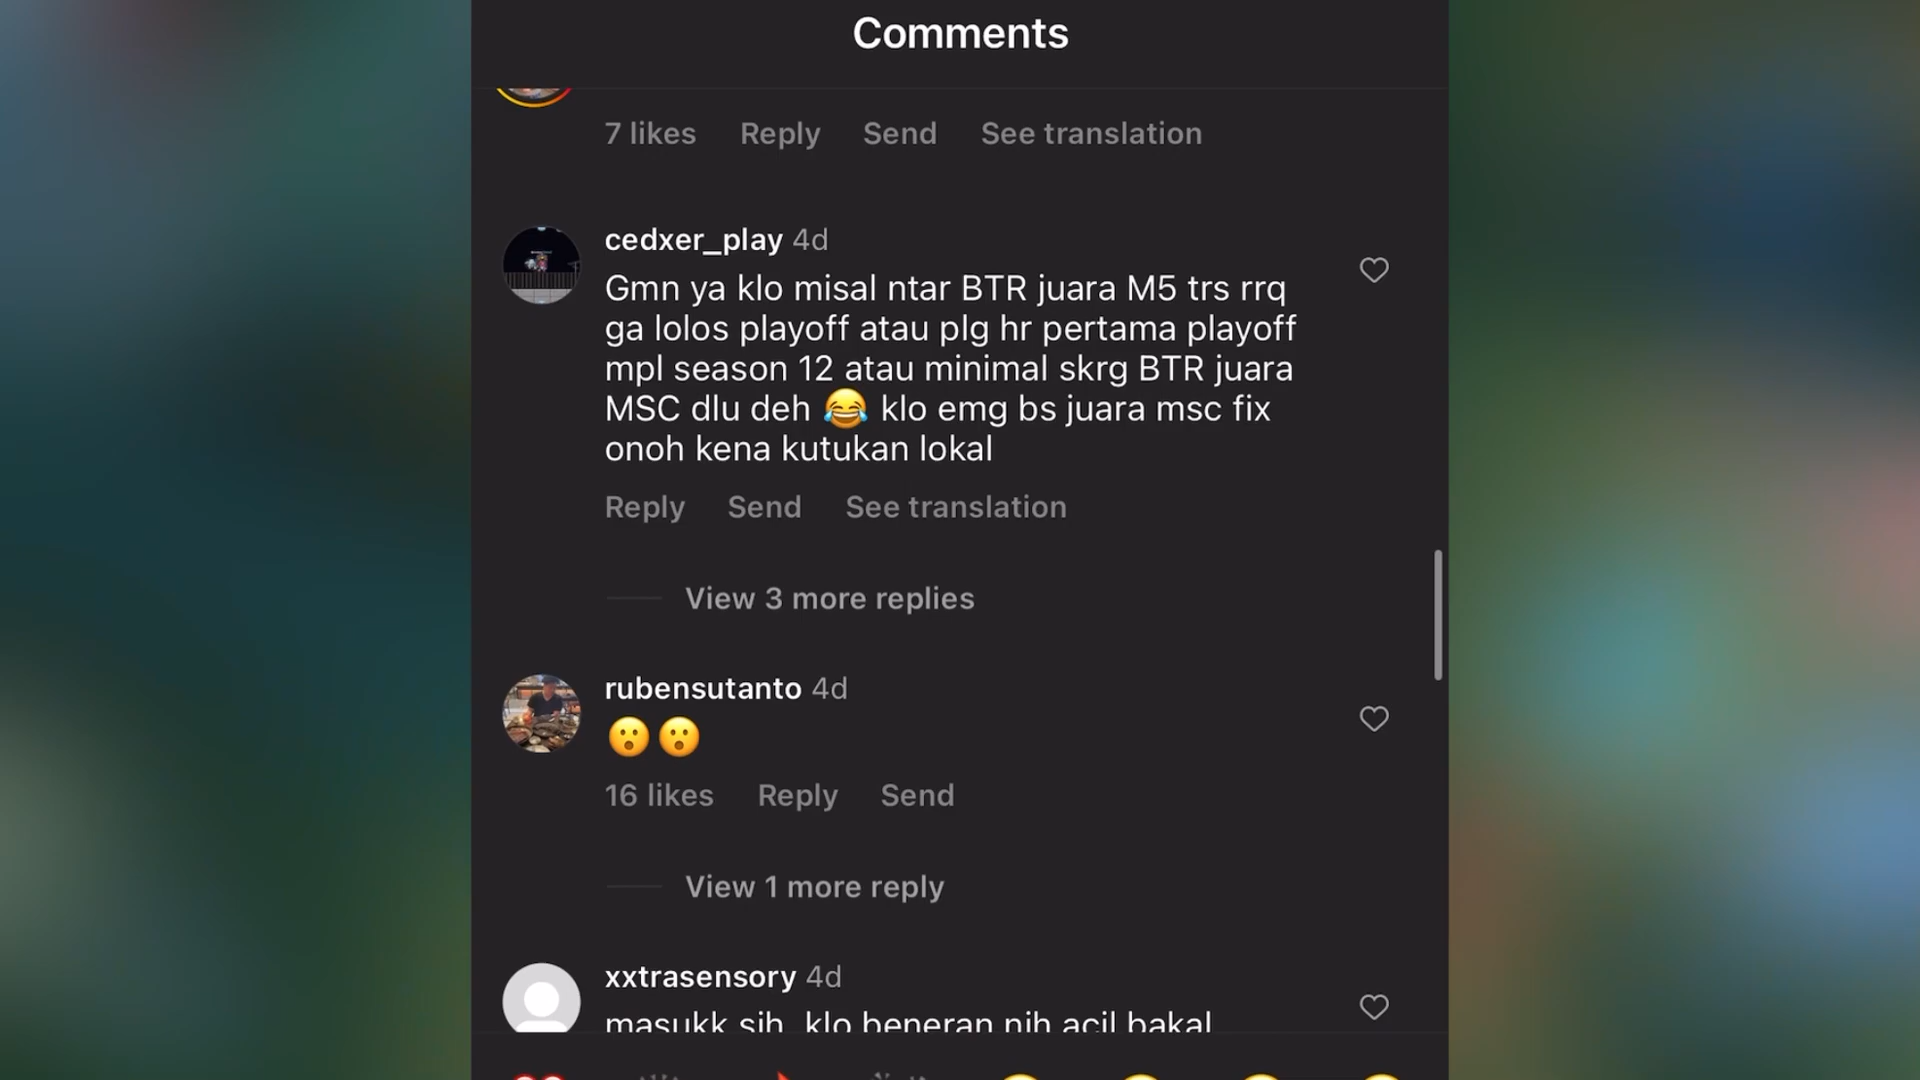 Comments
7 likes Reply Send See translation
cedxer_play 4d
Gmn ya klo misal ntar BTR juara M5 trs rrq
ga lolos playoff atau plg hr pertama playoff
mpl season 12 atau minimal skrg BTR juara
MSC dlu deh 😂 klo emg bs juara msc fix
onoh kena kutukan lokal
Reply Send See translation
View 3 more replies
rubensutanto 4d
😮😮
16 likes Reply Send
View 1 more reply
xxtrasensory 4d
masukk sih, klo beneran nih acil bakal